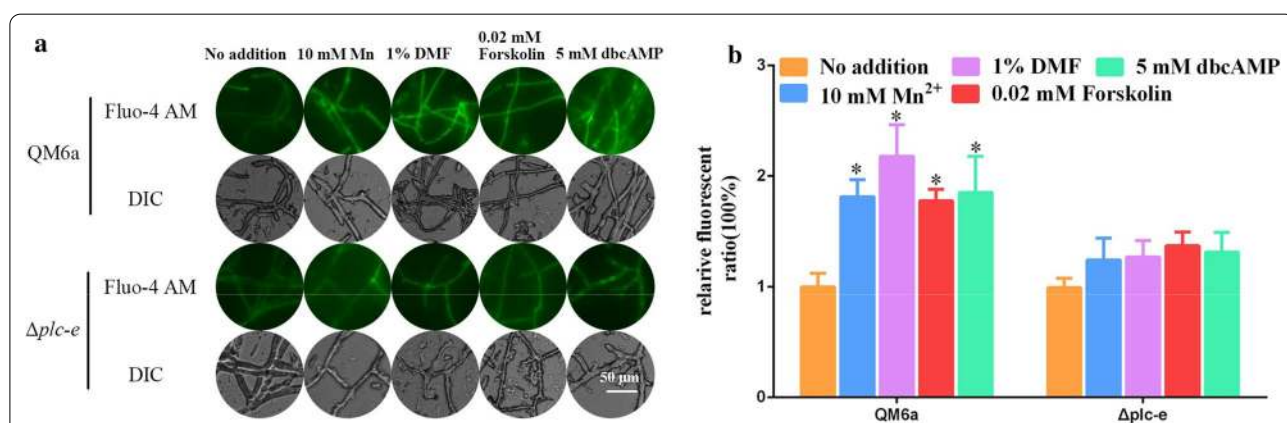 a
No addition 10 mM Mn 1% DMF 0.02 mM Forskolin 5 mM dbcAMP
QM6a
Fluo-4 AM
DIC
Δplc-e
Fluo-4 AM
DIC
50 μm
b
No addition
10 mM Mn2+
1% DMF
0.02 mM Forskolin
5 mM dbcAMP
relarive fluorescent
ratio(100%)
3
2
1
0
* * * *
QM6a Δplc-e